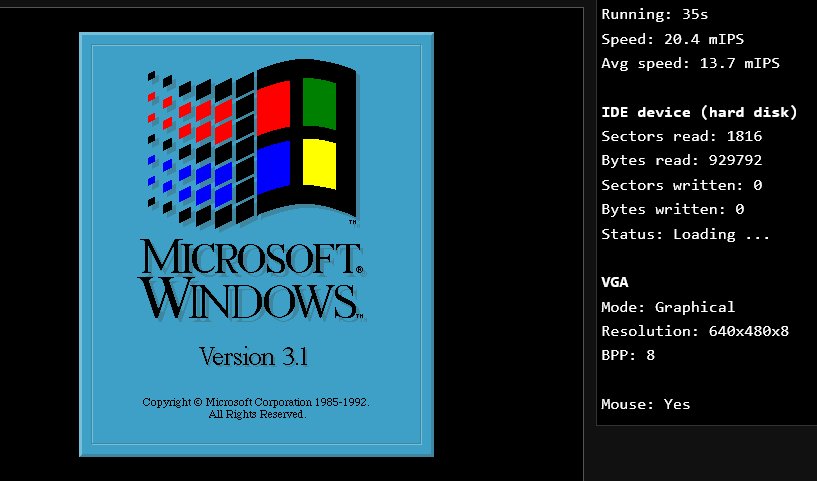 MICROSOFT®
WINDOWS™
Version 3.1
Copyright © Microsoft Corporation 1985-1992.
All Rights Reserved.
TM
Running: 35s
Speed: 20.4 mIPS
Avg speed: 13.7 mIPS
IDE device (hard disk)
Sectors read: 1816
Bytes read: 929792
Sectors written: 0
Bytes written: 0
Status: Loading ...
VGA
Mode: Graphical
Resolution: 640x480x8
BPP: 8
Mouse: Yes